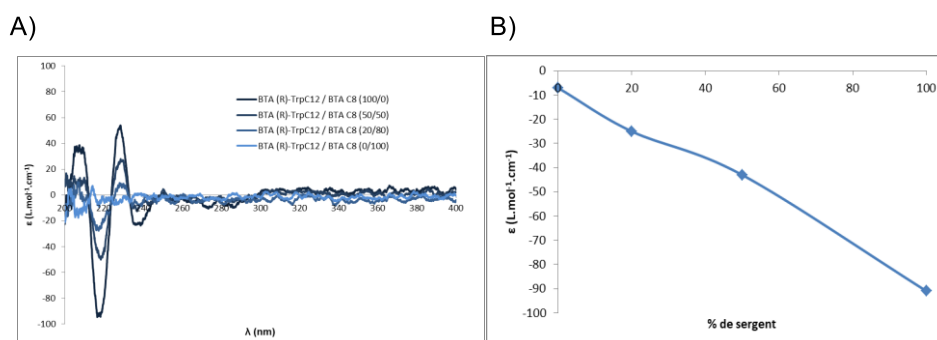 A)
B)
100
80
60
40
20
0
-20
-40
-60
-80
-100
ε (L.mol⁻¹.cm⁻¹)
BTA (R)-TrpC12 / BTA C8 (100/0)
BTA (R)-TrpC12 / BTA C8 (50/50)
BTA (R)-TrpC12 / BTA C8 (20/80)
BTA (R)-TrpC12 / BTA C8 (0/100)
200 220 240 260 280 300 320 340 360 380 400
λ (nm)
0
-10
-20
-30
-40
-50
-60
-70
-80
-90
-100
ε (L.mol⁻¹.cm⁻¹)
0 20 40 60 80 100
% de sergent